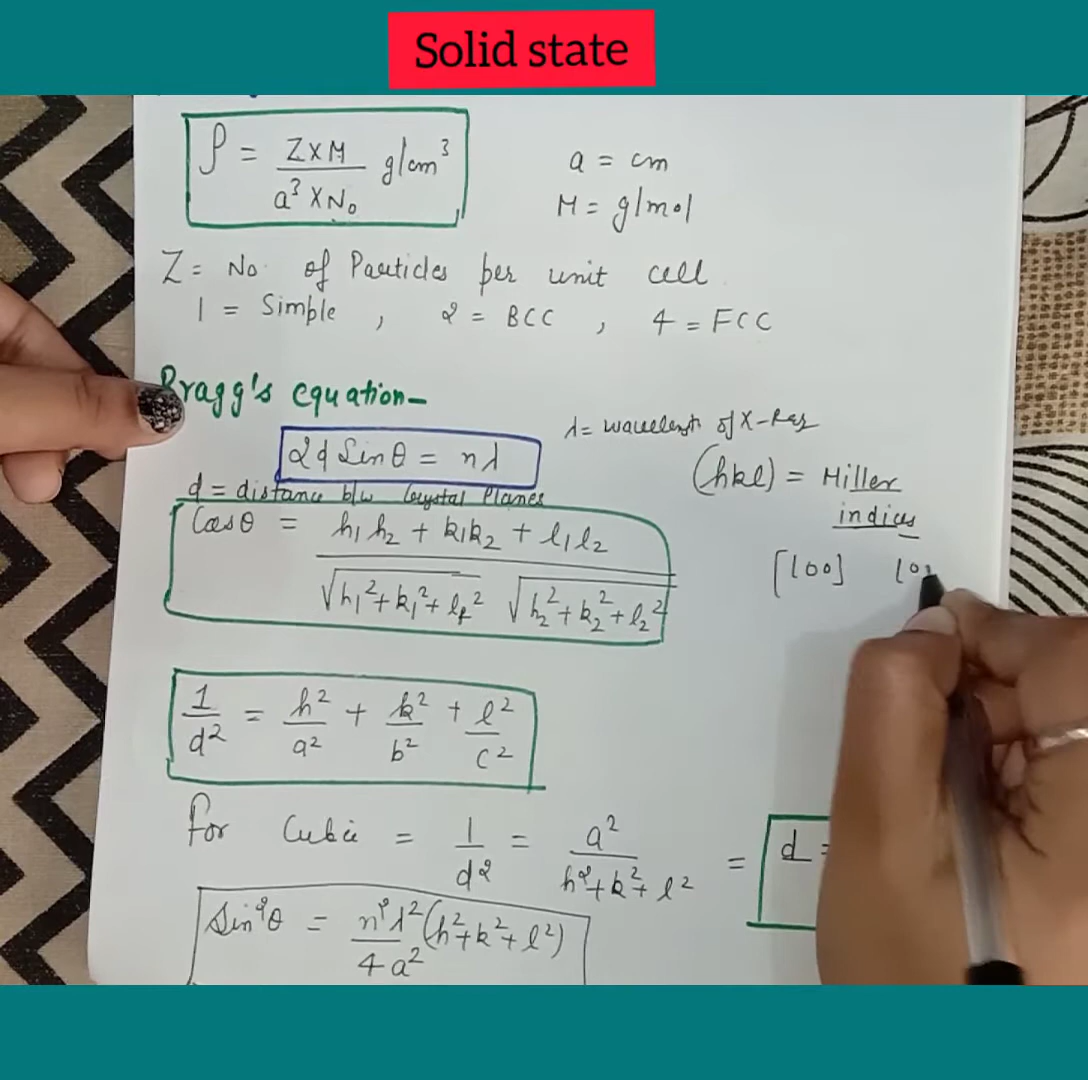 Solid state
ρ = Z×M / a³ × N₀ g/cm³
a = cm
M = g/mol
Z = No. of Particles per unit cell
1 = Simple , 2 = BCC , 4 = FCC
Bragg's equation-
2d Sinθ = nλ
λ = of X-Ray
d = distance b/w Crystal Planes
(hkl) = Miller
indices
Cosθ = h₁h₂ + k₁k₂ + l₁l₂ / √h₁²+k₁²+l₁² √h₂²+k₂²+l₂²
[100] 10
1/d² = h²/a² + k²/b² + l²/c²
for Cubic = 1/d² = a²/h²+k²+l² = d =
Sin²θ = n²λ²/4a² (h²+k²+l²)